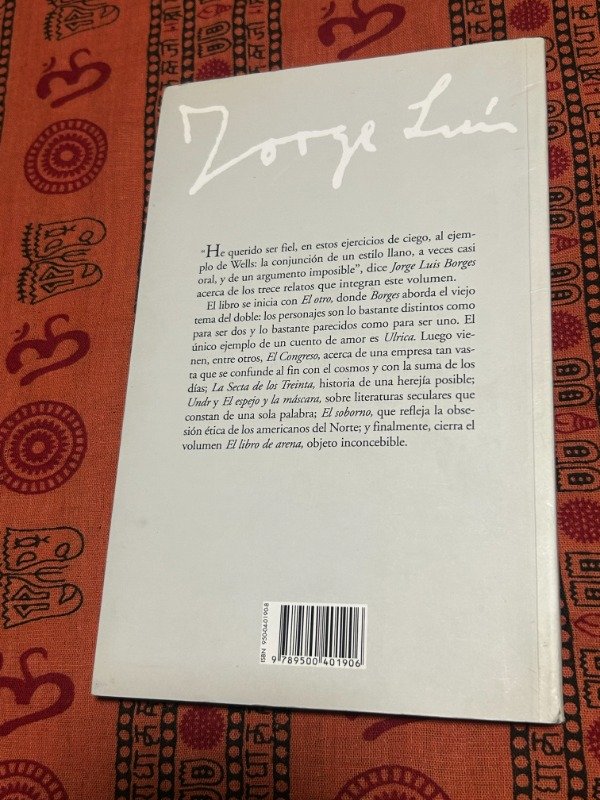 Jorge Luis
"He querido ser fiel, en estos ejercicios de ciego, al ejem-
plo de Wells: la conjunción de un estilo llano, a veces casi
oral, y de un argumento imposible", dice Jorge Luis Borges
acerca de los trece relatos que integran este volumen.
El libro se inicia con El otro, donde Borges aborda el viejo
tema del doble: los personajes son lo bastante distintos como
para ser dos y lo bastante parecidos como para ser uno. El
único ejemplo de un cuento de amor es Ulrica. Luego vie-
nen, entre otros, El Congreso, acerca de una empresa tan vas-
ta que se confunde al fin con el cosmos y con la suma de los
días; La Secta de los Treinta, historia de una herejía posible;
Undr y El espejo y la máscara, sobre literaturas seculares que
constan de una sola palabra; El soborno, que refleja la obse-
sión ética de los americanos del Norte; y finalmente, cierra el
volumen El libro de arena, objeto inconcebible.
ISBN 950-04-0190-8
9 789500 401906